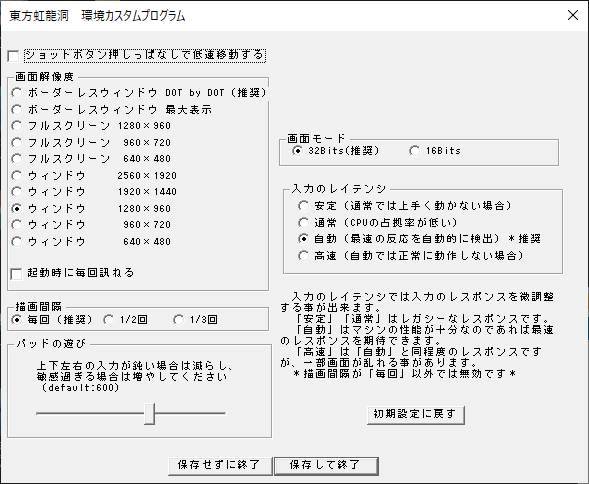 東方虹龍洞　環境カスタムプログラム
ショットボタン押しっぱなしで低速移動する
画面解像度
ボーダーレスウィンドウ DOT by DOT (推奨)
ボーダーレスウィンドウ 最大表示
フルスクリーン 1280×960
フルスクリーン 960×720
フルスクリーン 640×480
ウィンドウ 2560×1920
ウィンドウ 1920×1440
ウィンドウ 1280×960
ウィンドウ 960×720
ウィンドウ 640×480
起動時に毎回訊ねる
描画間隔
毎回 (推奨) 1/2回 1/3回
パッドの遊び
上下左右の入力が鈍い場合は減らし、
敏感過ぎる場合は増やしてください
(default:600)
画面モード
32Bits(推奨) 16Bits
入力のレイテンシ
安定 (通常では上手く動かない場合)
通常 (CPUの占拠率が低い)
自動 (最速の反応を自動的に検出) *推奨
高速 (自動では正常に動作しない場合)
入力のレイテンシでは入力のレスポンスを微調整
する事が出来ます。
「安定」「通常」はレガシーなレスポンスです。
「自動」はマシンの性能が十分なのであれば最速
のレスポンスを期待できます。
「高速」は「自動」と同程度のレスポンスです
が、一部画面が乱れる事があります。
*描画間隔が「毎回」以外では無効です*
初期設定に戻す
保存せずに終了 保存して終了